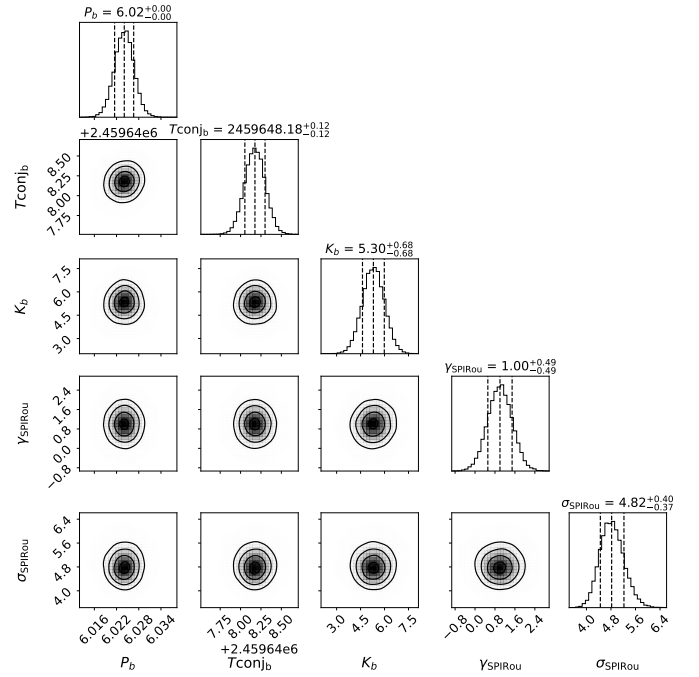 P_b = 6.02^{+0.00}_{-0.00}
+2.45964e6
Tconj_b = 2459648.18^{+0.12}_{-0.12}
Tconj_b
8.50
8.25
8.00
7.75
K_b = 5.30^{+0.68}_{-0.68}
K_b
7.5
6.0
4.5
3.0
γ_SPIRou = 1.00^{+0.49}_{-0.49}
γ_SPIRou
2.4
1.6
0.8
0.0
−0.8
σ_SPIRou = 4.82^{+0.40}_{-0.37}
σ_SPIRou
6.4
5.6
4.8
4.0
6.016 6.022 6.028 6.034
7.75 8.00 8.25 8.50
3.0 4.5 6.0 7.5
−0.8 0.0 0.8 1.6 2.4
4.0 4.8 5.6 6.4
+2.45964e6
P_b Tconj_b K_b γ_SPIRou σ_SPIRou